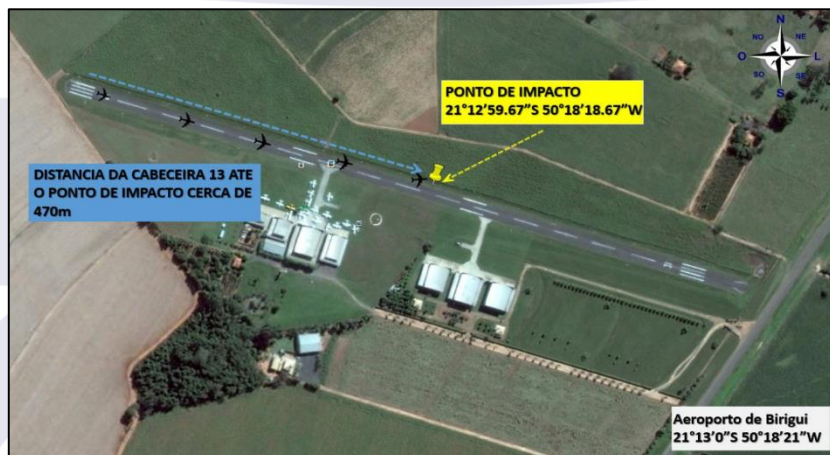 N
NO
NE
O
L
SO
SE
S
PONTO DE IMPACTO
21°12’59.67”S 50°18’18.67”W
DISTANCIA DA CABECEIRA 13 ATE
O PONTO DE IMPACTO CERCA DE
470m
Aeroporto de Birigui
21°13’0”S 50°18’21”W